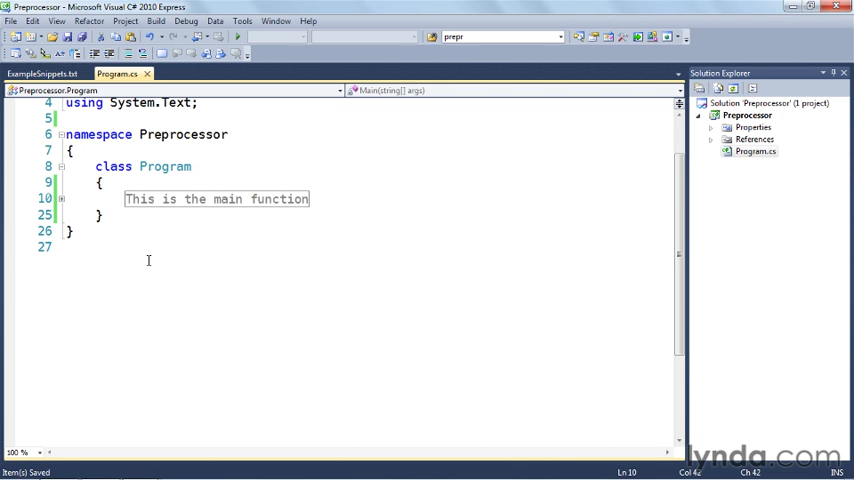 Preprocessor - Microsoft Visual C# 2010 Express
File Edit View Refactor Project Build Debug Data Tools Window Help
prepr
ExampleSnippets.txt Program.cs
Solution Explorer
Preprocessor.Program Main(string[] args)
4 using System.Text;
5
6 namespace Preprocessor
7 {
8 class Program
9 {
10 This is the main function
25 }
26 }
27
Solution 'Preprocessor' (1 project)
Preprocessor
Properties
References
Program.cs
100 %
lynda.com
Item(s) Saved Ln 10 Col 42 Ch 42 INS